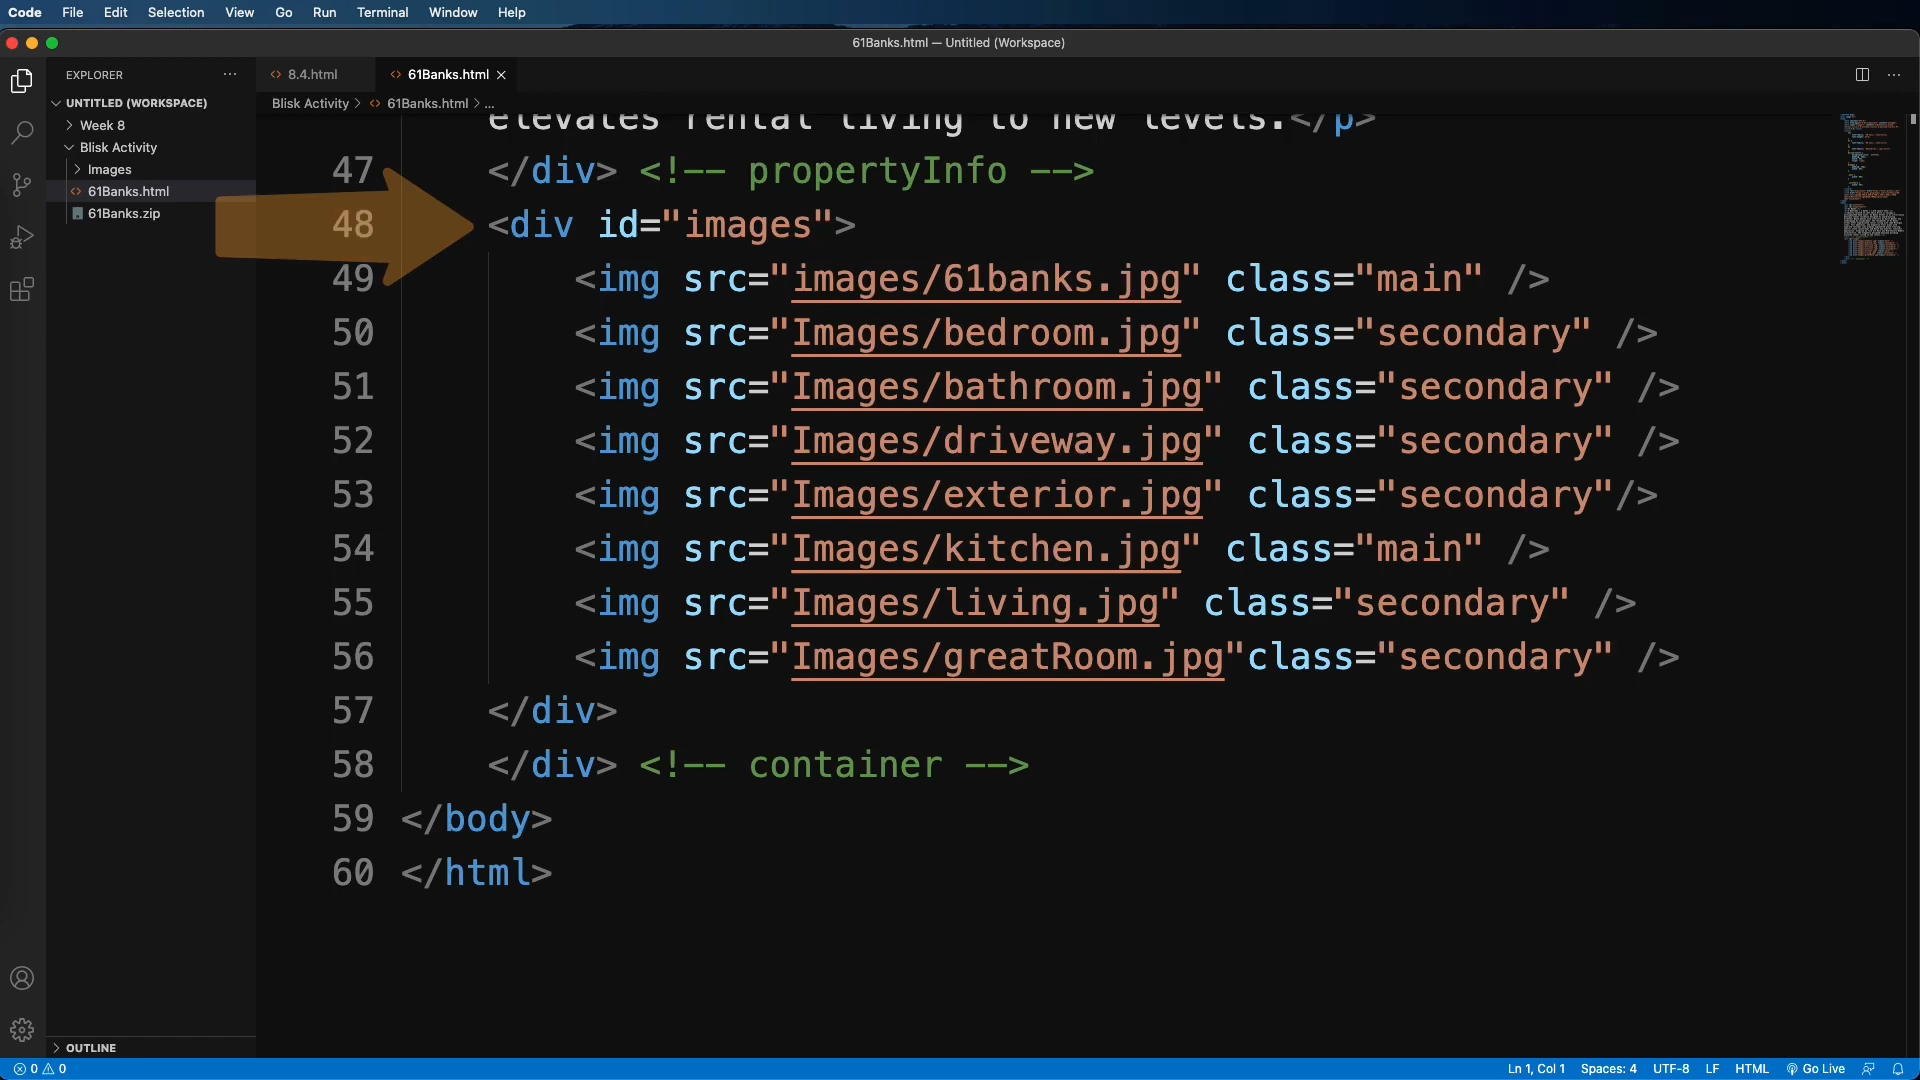 Code File Edit Selection View Go Run Terminal Window Help
61Banks.html — Untitled (Workspace)
EXPLORER ...
8.4.html
61Banks.html
UNTITLED (WORKSPACE)
Week 8
Blisk Activity
Images
61Banks.html
61Banks.zip
Blisk Activity > 61Banks.html > ...
elevates rental living to new levels.</p>
47 </div> <!-- propertyInfo -->
48 <div id="images">
49 <img src="images/61banks.jpg" class="main" />
50 <img src="Images/bedroom.jpg" class="secondary" />
51 <img src="Images/bathroom.jpg" class="secondary" />
52 <img src="Images/driveway.jpg" class="secondary" />
53 <img src="Images/exterior.jpg" class="secondary"/>
54 <img src="Images/kitchen.jpg" class="main" />
55 <img src="Images/living.jpg" class="secondary" />
56 <img src="Images/greatRoom.jpg"class="secondary" />
57 </div>
58 </div> <!-- container -->
59 </body>
60 </html>
OUTLINE
0 0
Ln 1, Col 1 Spaces: 4 UTF-8 LF HTML Go Live